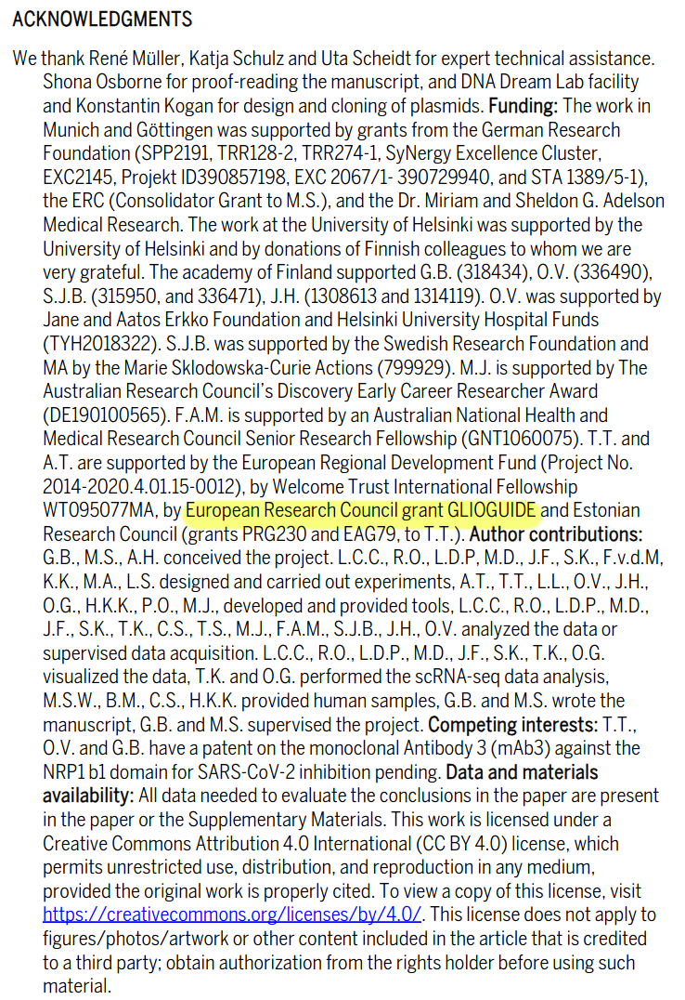 ACKNOWLEDGMENTS
We thank René Müller, Katja Schulz and Uta Scheidt for expert technical assistance.
Shona Osborne for proof-reading the manuscript, and DNA Dream Lab facility
and Konstantin Kogan for design and cloning of plasmids. Funding: The work in
Munich and Göttingen was supported by grants from the German Research
Foundation (SPP2191, TRR128-2, TRR274-1, SyNergy Excellence Cluster,
EXC2145, Projekt ID390857198, EXC 2067/1- 390729940, and STA 1389/5-1),
the ERC (Consolidator Grant to M.S.), and the Dr. Miriam and Sheldon G. Adelson
Medical Research. The work at the University of Helsinki was supported by the
University of Helsinki and by donations of Finnish colleagues to whom we are
very grateful. The academy of Finland supported G.B. (318434), O.V. (336490),
S.J.B. (315950, and 336471), J.H. (1308613 and 1314119). O.V. was supported by
Jane and Aatos Erkko Foundation and Helsinki University Hospital Funds
(TYH2018322). S.J.B. was supported by the Swedish Research Foundation and
MA by the Marie Sklodowska-Curie Actions (799929). M.J. is supported by The
Australian Research Council's Discovery Early Career Researcher Award
(DE190100565). F.A.M. is supported by an Australian National Health and
Medical Research Council Senior Research Fellowship (GNT1060075). T.T. and
A.T. are supported by the European Regional Development Fund (Project No.
2014-2020.4.01.15-0012), by Welcome Trust International Fellowship
WT095077MA, by European Research Council grant GLIOGUIDE and Estonian
Research Council (grants PRG230 and EAG79, to T.T.). Author contributions:
G.B., M.S., A.H. conceived the project. L.C.C., R.O., L.D.P, M.D., J.F., S.K., F.v.d.M,
K.K., M.A., L.S. designed and carried out experiments, A.T., T.T., L.L., O.V., J.H.,
O.G., H.K.K., P.O., M.J., developed and provided tools, L.C.C., R.O., L.D.P., M.D.,
J.F., S.K., T.K., C.S., T.S., M.J., F.A.M., S.J.B., J.H., O.V. analyzed the data or
supervised data acquisition. L.C.C., R.O., L.D.P., M.D., J.F., S.K., T.K., O.G.
visualized the data, T.K. and O.G. performed the scRNA-seq data analysis,
M.S.W., B.M., C.S., H.K.K. provided human samples, G.B. and M.S. wrote the
manuscript, G.B. and M.S. supervised the project. Competing interests: T.T.,
O.V. and G.B. have a patent on the monoclonal Antibody 3 (mAb3) against the
NRP1 b1 domain for SARS-CoV-2 inhibition pending. Data and materials
availability: All data needed to evaluate the conclusions in the paper are present
in the paper or the Supplementary Materials. This work is licensed under a
Creative Commons Attribution 4.0 International (CC BY 4.0) license, which
permits unrestricted use, distribution, and reproduction in any medium,
provided the original work is properly cited. To view a copy of this license, visit
https://creativecommons.org/licenses/by/4.0/. This license does not apply to
figures/photos/artwork or other content included in the article that is credited
to a third party; obtain authorization from the rights holder before using such
material.